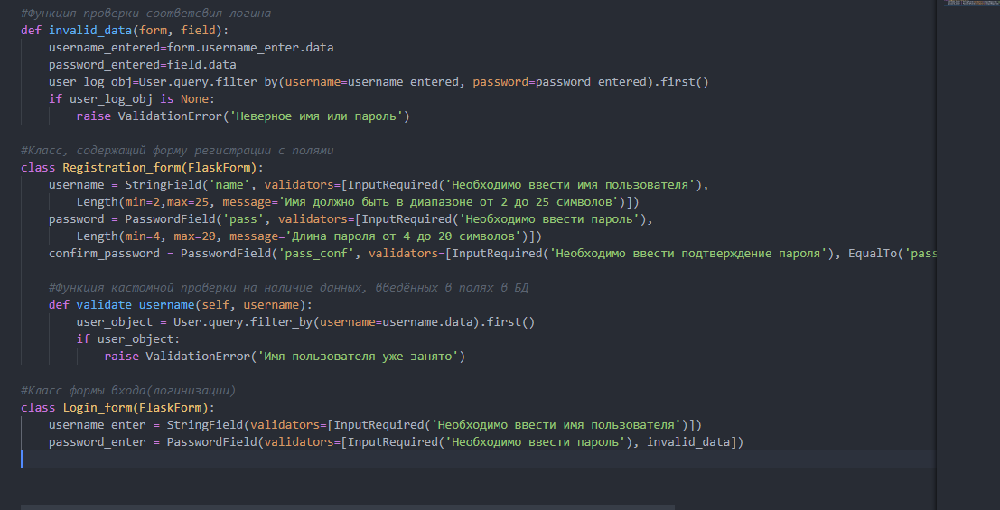 #Функция проверки соответсвия логина
def invalid_data(form, field):
    username_entered=form.username_enter.data
    password_entered=field.data
    user_log_obj=User.query.filter_by(username=username_entered, password=password_entered).first()
    if user_log_obj is None:
        raise ValidationError('Неверное имя или пароль')
#Класс, содержащий форму регистрации с полями
class Registration_form(FlaskForm):
    username = StringField('name', validators=[InputRequired('Необходимо ввести имя пользователя'),
        Length(min=2,max=25, message='Имя должно быть в диапазоне от 2 до 25 символов')])
    password = PasswordField('pass', validators=[InputRequired('Необходимо ввести пароль'),
        Length(min=4, max=20, message='Длина пароля от 4 до 20 символов')])
    confirm_password = PasswordField('pass_conf', validators=[InputRequired('Необходимо ввести подтверждение пароля'), EqualTo('pass
    #Функция кастомной проверки на наличие данных, введённых в полях в БД
    def validate_username(self, username):
        user_object = User.query.filter_by(username=username.data).first()
        if user_object:
            raise ValidationError('Имя пользователя уже занято')
#Класс формы входа(логинизации)
class Login_form(FlaskForm):
    username_enter = StringField(validators=[InputRequired('Необходимо ввести имя пользователя')])
    password_enter = PasswordField(validators=[InputRequired('Необходимо ввести пароль'), invalid_data])